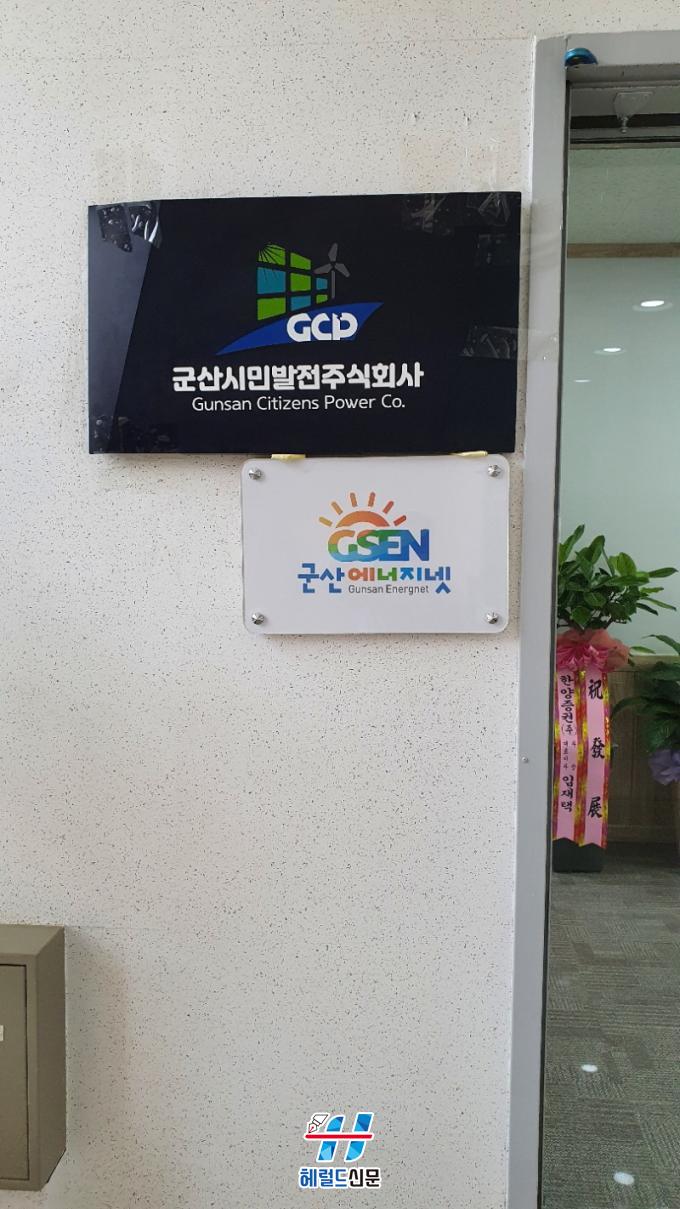 GCP
군산시민발전주식회사
Gunsan Citizens Power Co.
GSEN
군산에너지넷
Gunsan Energnet
祝發展
한양증권(주)
임재택
헤럴드신문